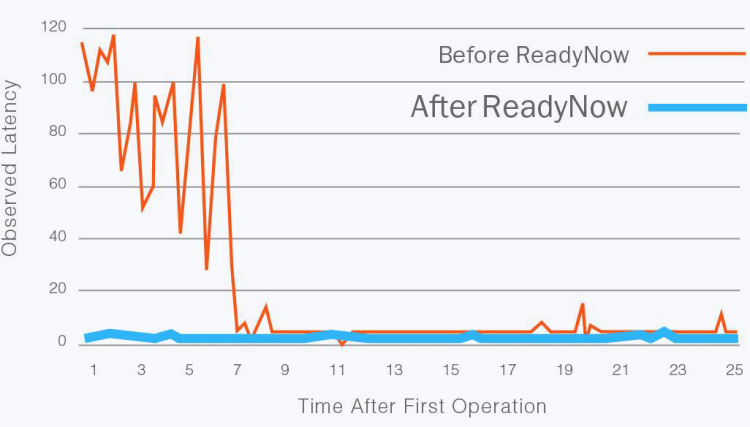 120
Before ReadyNow
100
After ReadyNow
80
60
40
20
0
Observed Latency
1 3 5 7 9 11 13 15 17 19 21 23 25
Time After First Operation